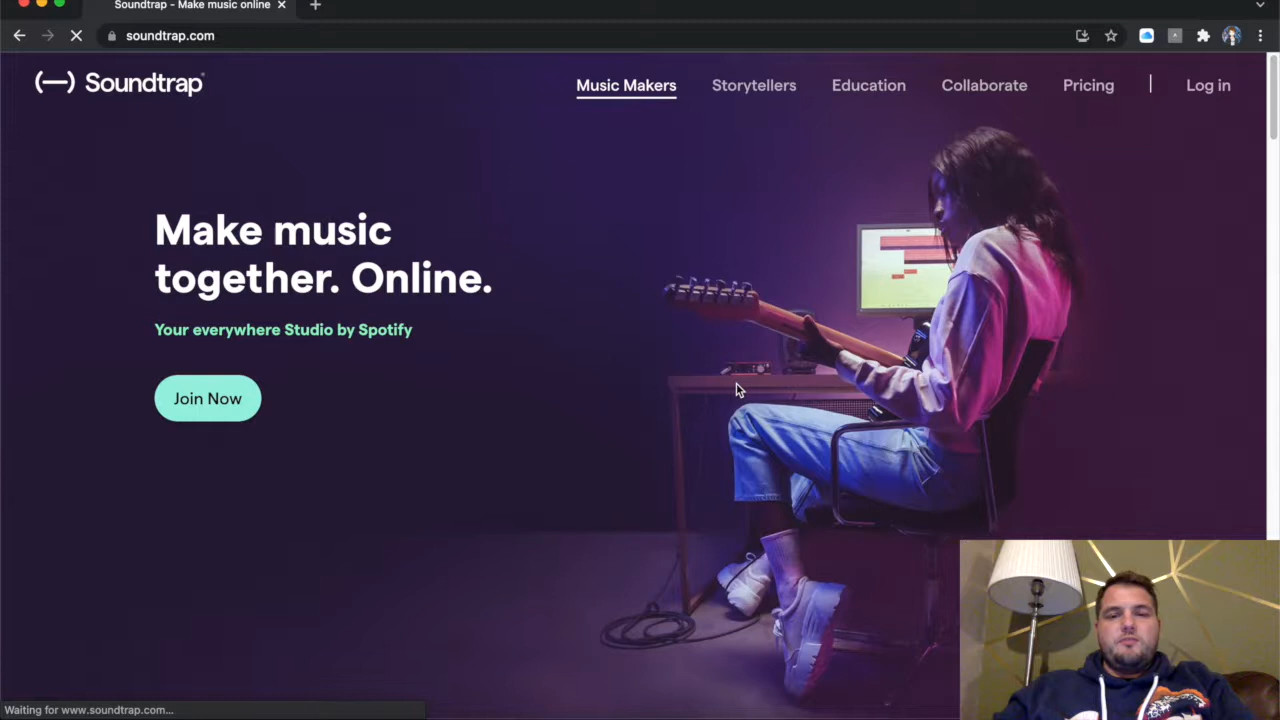 Soundtrap - Make music online
soundtrap.com
Soundtrap
Music Makers
Storytellers
Education
Collaborate
Pricing
Log in
Make music
together. Online.
Your everywhere Studio by Spotify
Join Now
Waiting for www.soundtrap.com...